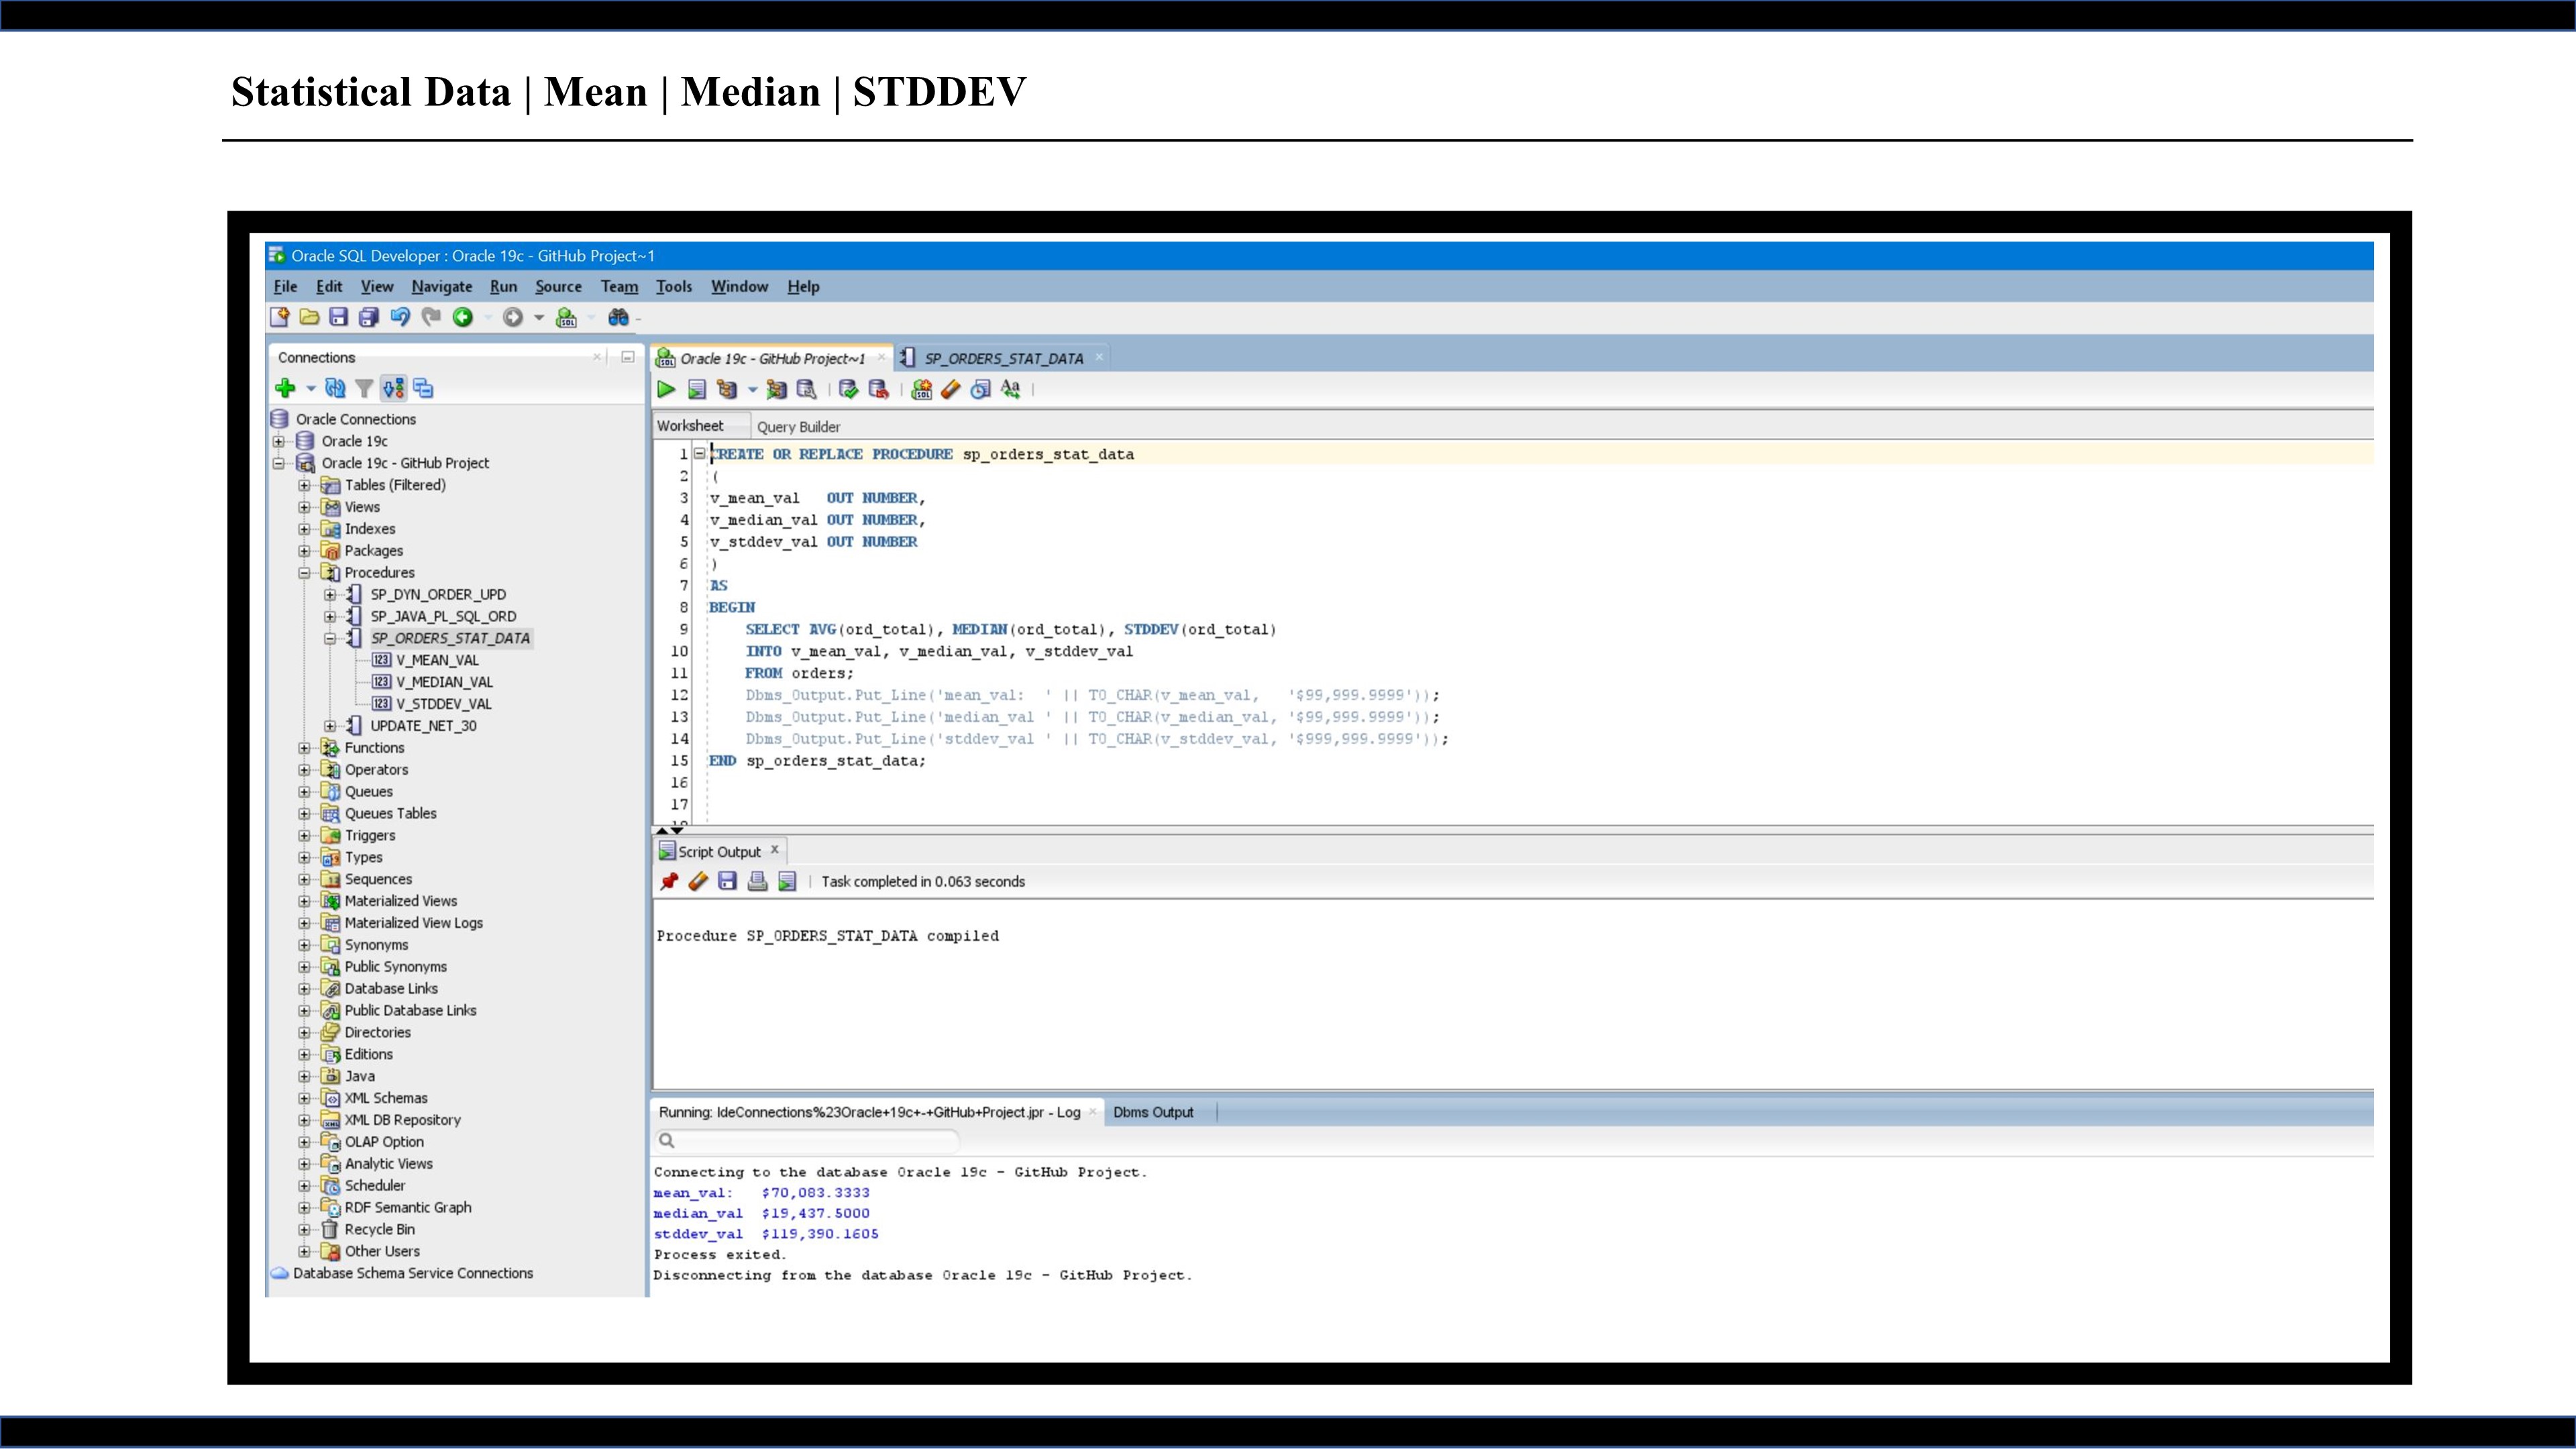 Statistical Data | Mean | Median | STDDEV
Oracle SQL Developer : Oracle 19c - GitHub Project~1
File Edit View Navigate Run Source Team Tools Window Help
Connections
Oracle Connections
Oracle 19c
Oracle 19c - GitHub Project
Tables (Filtered)
Views
Indexes
Packages
Procedures
SP_DYN_ORDER_UPD
SP_JAVA_PL_SQL_ORD
SP_ORDERS_STAT_DATA
V_MEAN_VAL
V_MEDIAN_VAL
V_STDDEV_VAL
UPDATE_NET_30
Functions
Operators
Queues
Queues Tables
Triggers
Types
Sequences
Materialized Views
Materialized View Logs
Synonyms
Public Synonyms
Database Links
Public Database Links
Directories
Editions
Java
XML Schemas
XML DB Repository
OLAP Option
Analytic Views
Scheduler
RDF Semantic Graph
Recycle Bin
Other Users
Database Schema Service Connections
Oracle 19c - GitHub Project~1 SP_ORDERS_STAT_DATA
Worksheet Query Builder
1 CREATE OR REPLACE PROCEDURE sp_orders_stat_data
2 (
3 v_mean_val   OUT NUMBER,
4 v_median_val OUT NUMBER,
5 v_stddev_val OUT NUMBER
6 )
7 AS
8 BEGIN
9     SELECT AVG(ord_total), MEDIAN(ord_total), STDDEV(ord_total)
10     INTO v_mean_val, v_median_val, v_stddev_val
11     FROM orders;
12     Dbms_Output.Put_Line('mean_val:  ' || TO_CHAR(v_mean_val,   '$99,999.9999'));
13     Dbms_Output.Put_Line('median_val ' || TO_CHAR(v_median_val, '$99,999.9999'));
14     Dbms_Output.Put_Line('stddev_val ' || TO_CHAR(v_stddev_val, '$999,999.9999'));
15 END sp_orders_stat_data;
16
17
Script Output
Task completed in 0.063 seconds
Procedure SP_ORDERS_STAT_DATA compiled
Running: IdeConnections%23Oracle+19c+-+GitHub+Project.jpr - Log Dbms Output
Connecting to the database Oracle 19c - GitHub Project.
mean_val:   $70,083.3333
median_val  $19,437.5000
stddev_val  $119,390.1605
Process exited.
Disconnecting from the database Oracle 19c - GitHub Project.